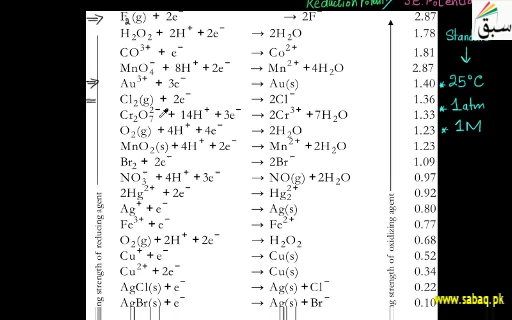 Reduction
S.E. Potential
F₂(g) + 2e⁻ → 2F 2.87
سبق
H₂O₂ + 2H⁺ + 2e⁻ → 2H₂O 1.78
CO³⁺ + e⁻ → Co²⁺ 1.81
MnO₄⁻ + 8H⁺ + 2e⁻ → Mn²⁺ + 4H₂O 2.87
Au³⁺ + 3e⁻ → Au(s) 1.40
* 25°C
Cl₂(g) + 2e⁻ → 2Cl⁻ 1.36
* 1atm
Cr₂O₇²⁻ + 14H⁺ + 3e⁻ → 2Cr³⁺ + 7H₂O 1.33
* 1M
O₂(g) + 4H⁺ + 4e⁻ → 2H₂O 1.23
MnO₂(s) + 4H⁺ + 2e⁻ → Mn²⁺ + 2H₂O 1.23
Br₂ + 2e⁻ → 2Br⁻ 1.09
NO₃⁻ + 4H⁺ + 3e⁻ → NO(g) + 2H₂O 0.97
2Hg²⁺ + 2e⁻ → Hg₂²⁺ 0.92
Ag⁺ + e⁻ → Ag(s) 0.80
Fe³⁺ + e⁻ → Fe²⁺ 0.77
O₂(g) + 2H⁺ + 2e⁻ → H₂O₂ 0.68
Cu⁺ + e⁻ → Cu(s) 0.52
Cu²⁺ + 2e⁻ → Cu(s) 0.34
AgCl(s) + e⁻ → Ag(s) + Cl⁻ 0.22
AgBr(s) + e⁻ → Ag(s) + Br⁻ 0.10
ng strength of reducing agent
ng strength of oxidizing agent
www.sabaq.pk